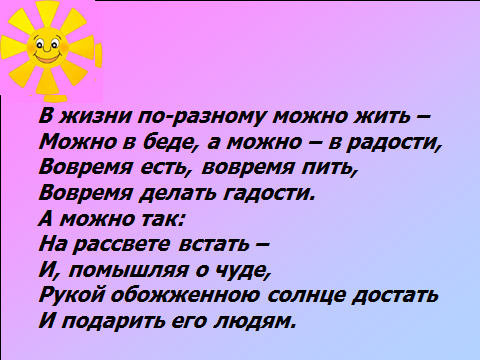 В жизни по-разному можно жить –
Можно в беде, а можно – в радости,
Вовремя есть, вовремя пить,
Вовремя делать гадости.
А можно так:
На рассвете встать –
И, помышляя о чуде,
Рукой обожженною солнце достать
И подарить его людям.